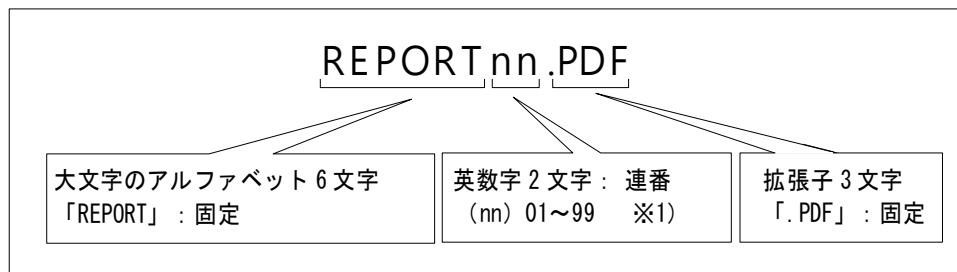 REPORTnn.PDF
大文字のアルファベット6文字
「REPORT」：固定
英数字2文字： 連番
（nn）01～99　※1)
拡張子3文字
「.PDF」：固定